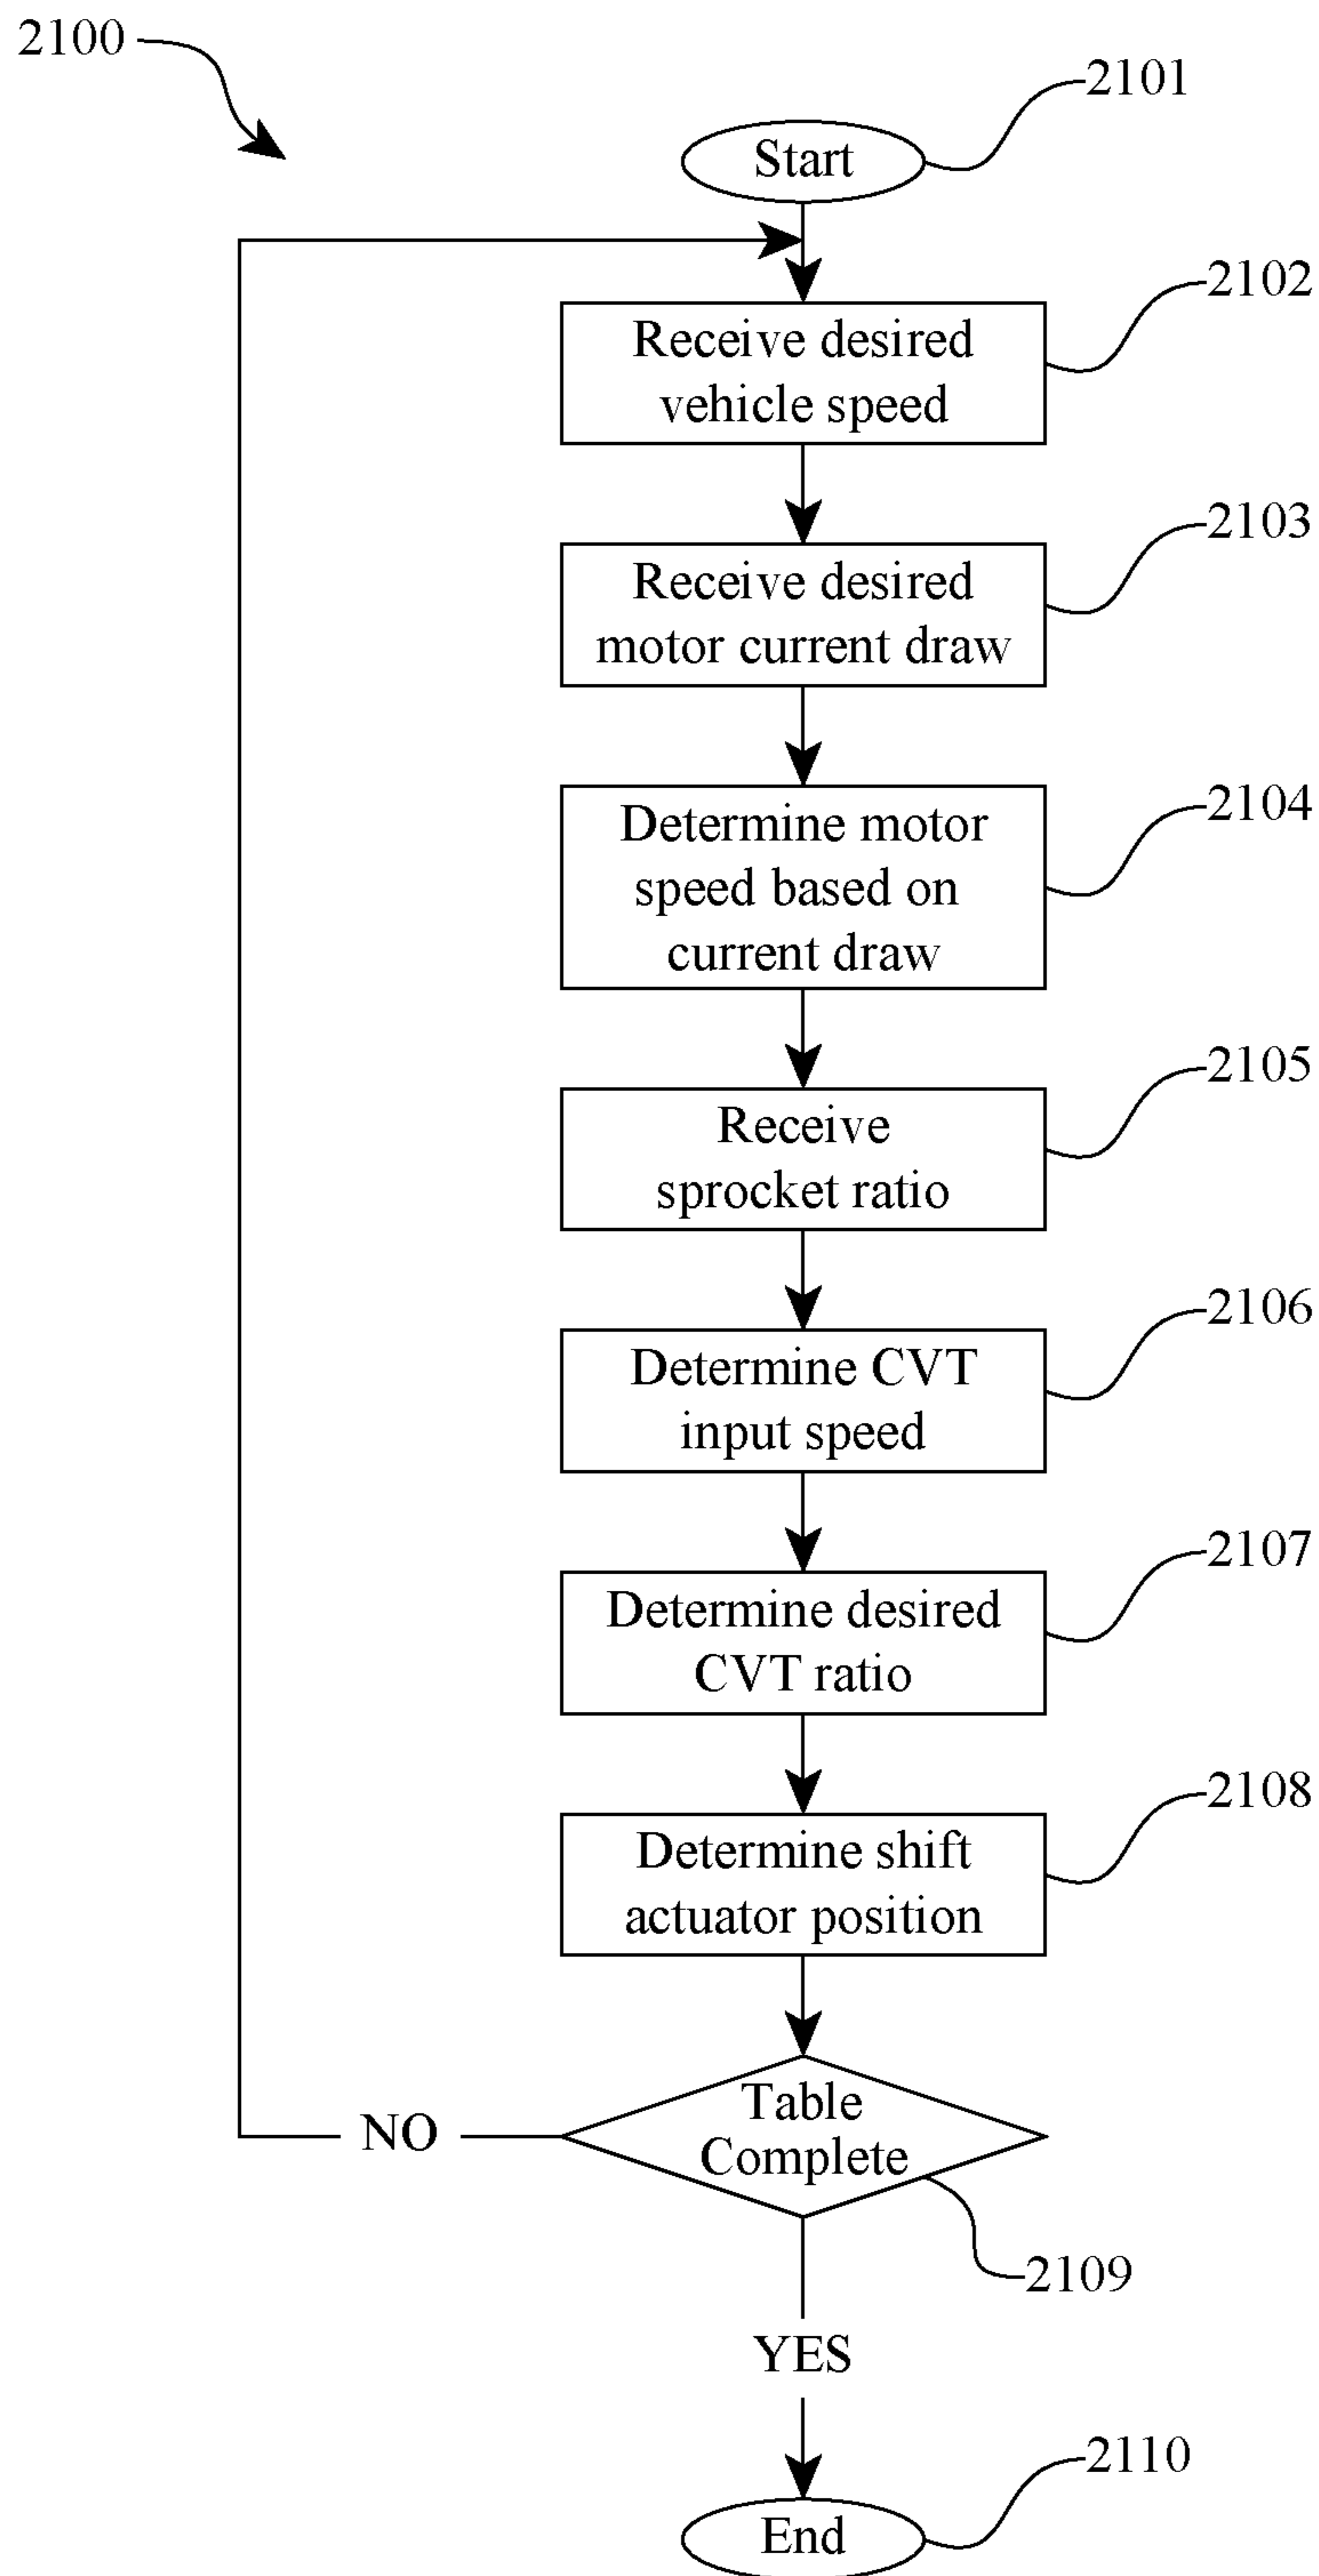 2100
2101
Start
2102
Receive desired
vehicle speed
2103
Receive desired
motor current draw
2104
Determine motor
speed based on
current draw
2105
Receive
sprocket ratio
2106
Determine CVT
input speed
2107
Determine desired
CVT ratio
2108
Determine shift
actuator position
Table
Complete
NO
2109
YES
2110
End